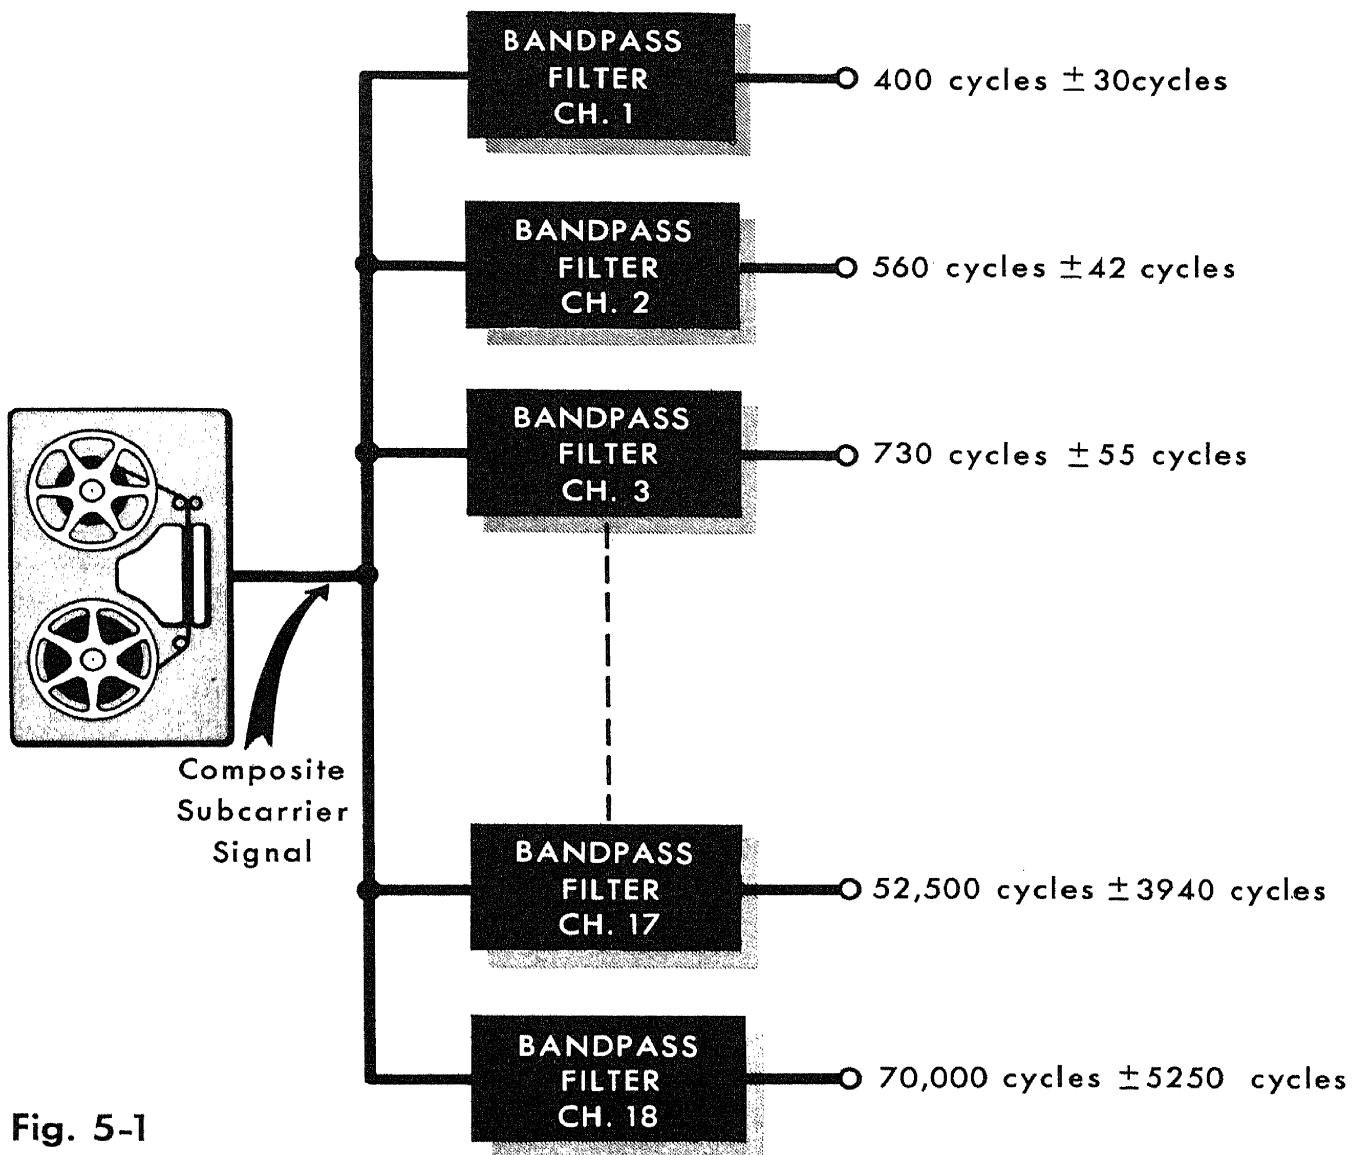 BANDPASS
FILTER
CH. 1
400 cycles ± 30cycles
BANDPASS
FILTER
CH. 2
560 cycles ±42 cycles
BANDPASS
FILTER
CH. 3
730 cycles ± 55 cycles
Composite
Subcarrier
Signal
BANDPASS
FILTER
CH. 17
52,500 cycles ±3940 cycles
BANDPASS
FILTER
CH. 18
70,000 cycles ±5250 cycles
Fig. 5-1